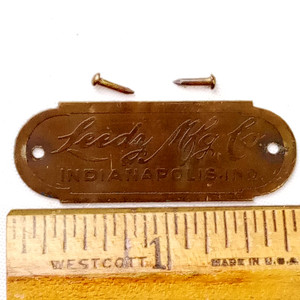 Leedy Mfg Co.
INDIANAPOLIS, IND.
1
WESTCOTT
MADE IN U.S.A